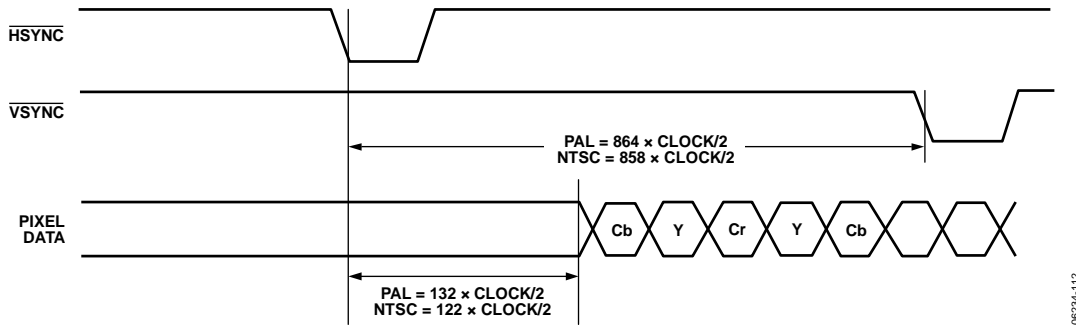 HSYNC
VSYNC
PAL = 864 × CLOCK/2
NTSC = 858 × CLOCK/2
PIXEL
DATA
Cb Y Cr Y Cb
PAL = 132 × CLOCK/2
NTSC = 122 × CLOCK/2
06234-112